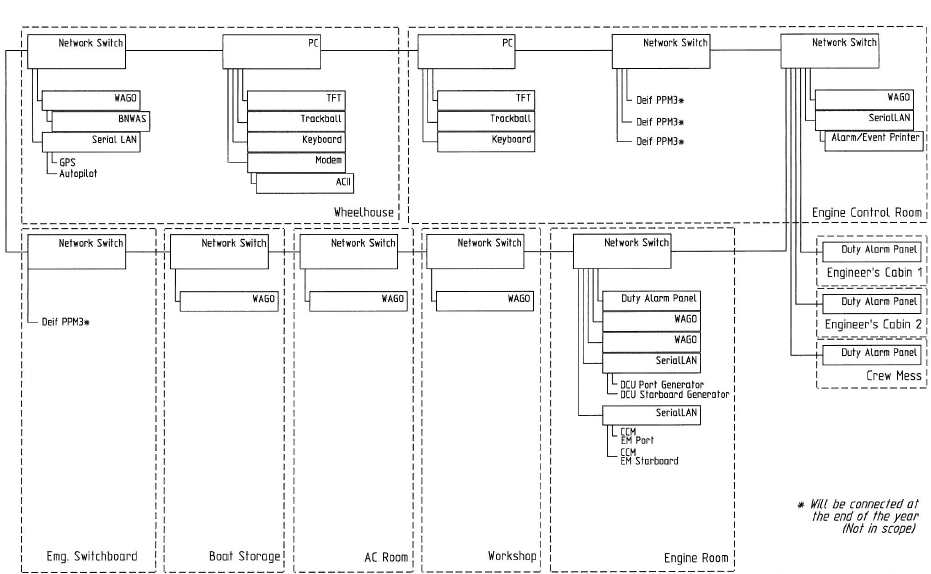 Network Switch
WAGO
BNWAS
Serial LAN
GPS
Autopilot
PC
TFT
Trackball
Keyboard
Modem
ACII
Wheelhouse
PC
TFT
Trackball
Keyboard
Network Switch
Deif PPM3*
Deif PPM3*
Deif PPM3*
Network Switch
WAGO
SerialLAN
Alarm/Event Printer
Engine Control Room
Network Switch
Deif PPM3*
Emg. Switchboard
Network Switch
WAGO
Boat Storage
Network Switch
WAGO
AC Room
Network Switch
WAGO
Workshop
Network Switch
Duty Alarm Panel
WAGO
WAGO
SerialLAN
DCU Port Generator
DCU Starboard Generator
SerialLAN
CCM
EM Port
CCM
EM Starboard
Engine Room
Duty Alarm Panel
Engineer's Cabin 1
Duty Alarm Panel
Engineer's Cabin 2
Duty Alarm Panel
Crew Mess
* Will be connected at
the end of the year
(Not in scope)